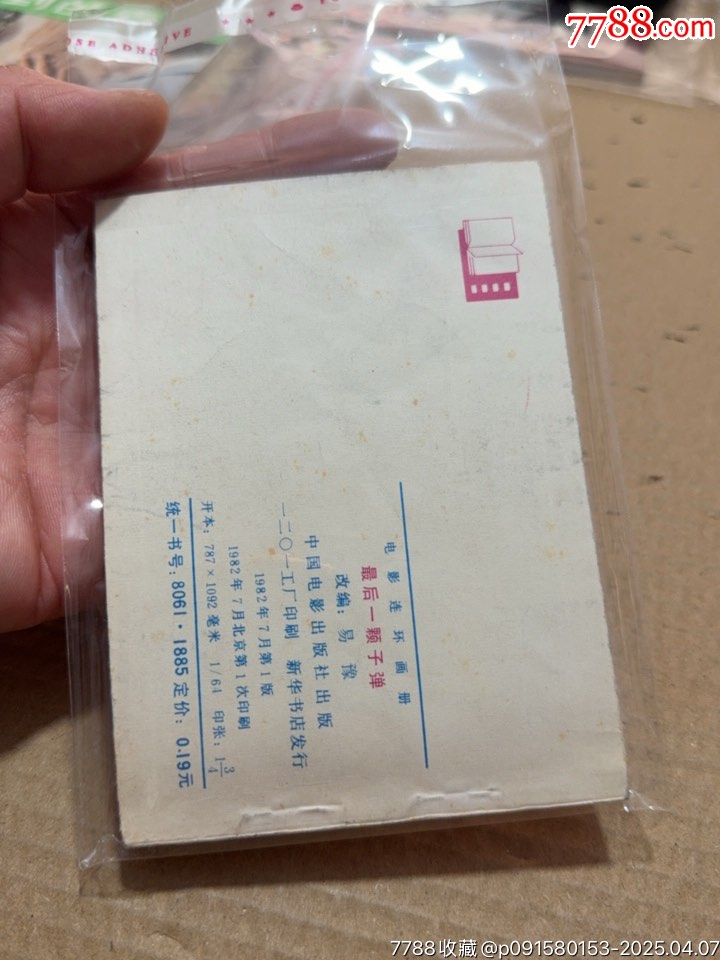 7788.com
OSE ADHESIVE
电影连环画册
最后一颗子弹
改编：易豫
中国电影出版社出版
一二〇一工厂印刷 新华书店发行
1982年7月第1版
1982年7月北京第1次印刷
开本：787×1092毫米 1/64 印张：1 3/4
统一书号：8061·1885 定价：0.19元
7788收藏@p091580153-2025.04.07